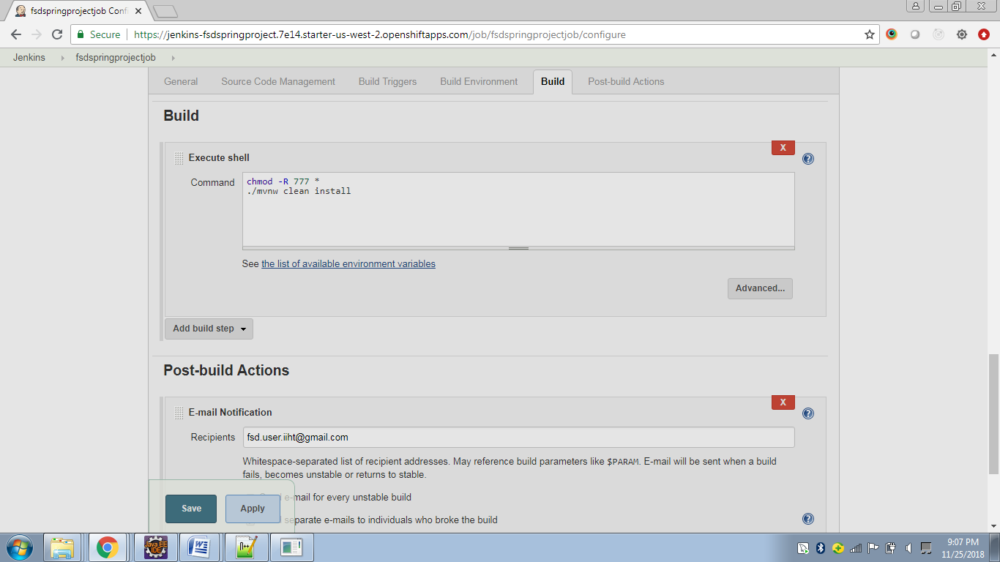 fsdspringprojectjob Conf
Secure
https://jenkins-fsdspringproject.7e14.starter-us-west-2.openshiftapps.com/job/fsdspringprojectjob/configure
Jenkins
fsdspringprojectjob
General
Source Code Management
Build Triggers
Build Environment
Build
Post-build Actions
Build
X
Execute shell
?
Command
chmod -R 777 *
./mvnw clean install
See the list of available environment variables
Advanced...
Add build step
Post-build Actions
X
E-mail Notification
?
Recipients
fsd.user.iiht@gmail.com
Whitespace-separated list of recipient addresses. May reference build parameters like $PARAM. E-mail will be sent when a build
fails, becomes unstable or returns to stable.
e-mail for every unstable build
separate e-mails to individuals who broke the build
?
Save
Apply
Java EE
IDE
W
9:07 PM
11/25/2018